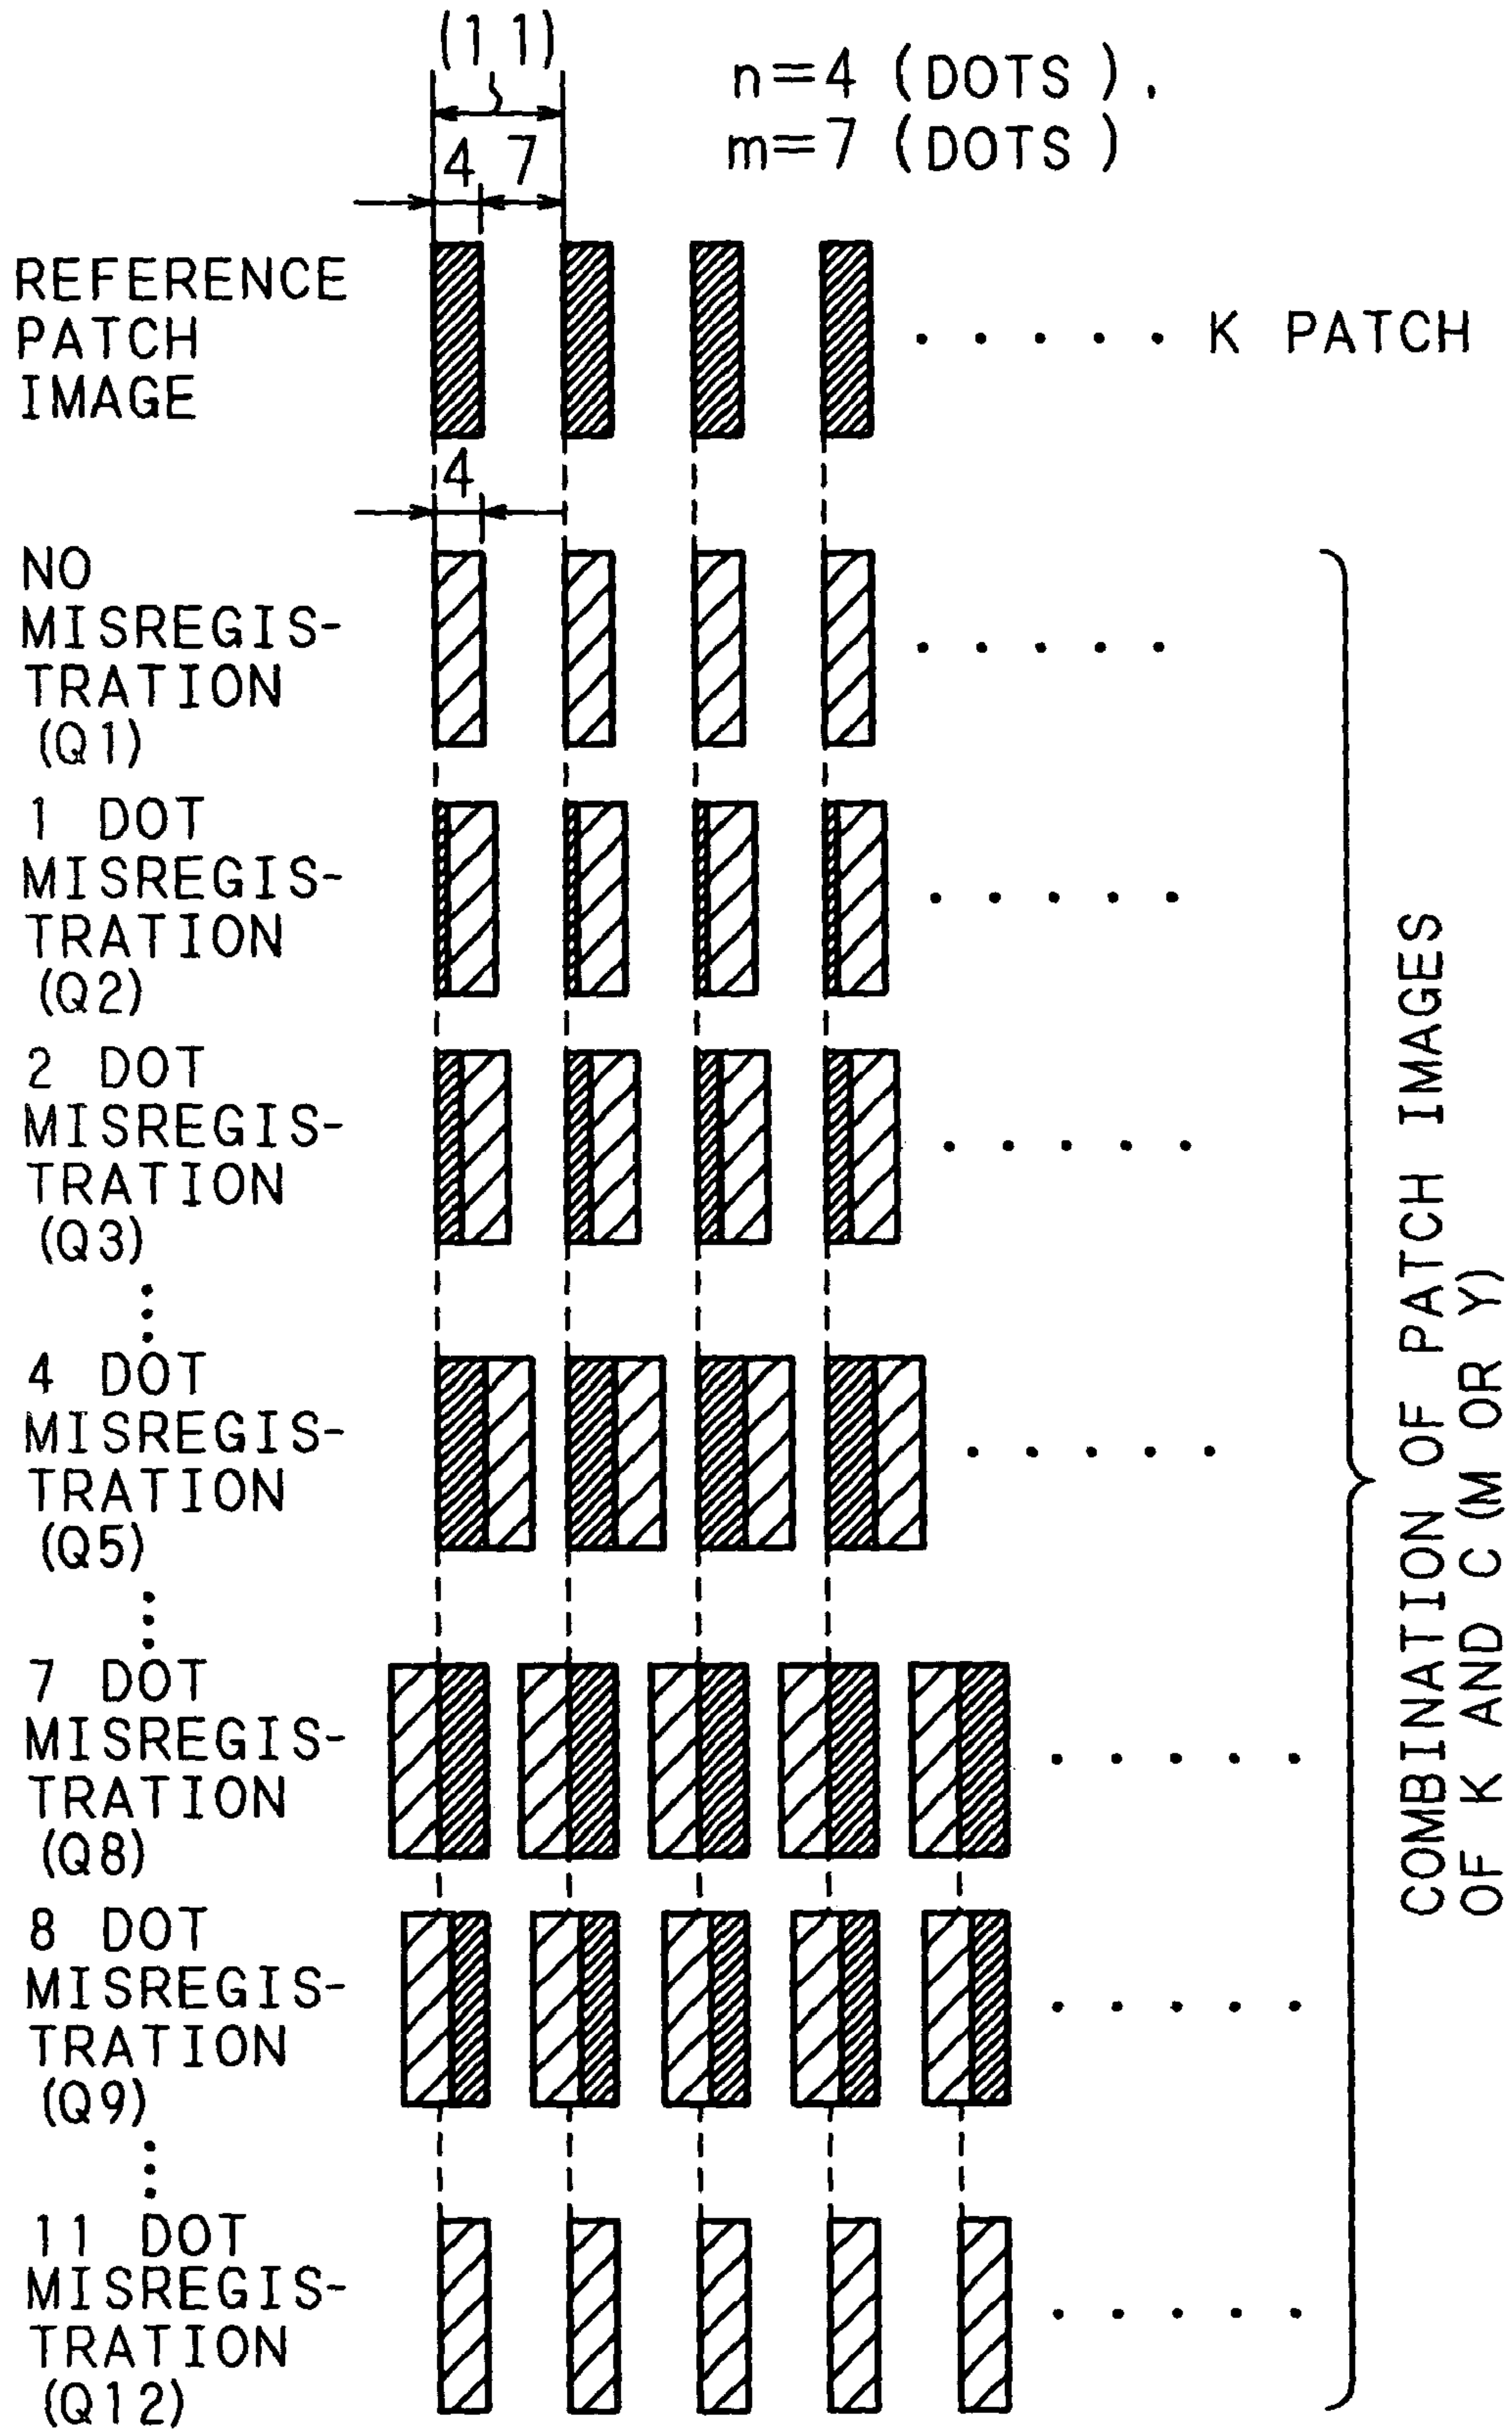 (11)
n=4 (DOTS).
m=7 (DOTS)
4 7
REFERENCE
PATCH
IMAGE
K PATCH
4
NO
MISREGIS-
TRATION
(Q1)
1 DOT
MISREGIS-
TRATION
(Q2)
2 DOT
MISREGIS-
TRATION
(Q3)
4 DOT
MISREGIS-
TRATION
(Q5)
7 DOT
MISREGIS-
TRATION
(Q8)
8 DOT
MISREGIS-
TRATION
(Q9)
11 DOT
MISREGIS-
TRATION
(Q12)
COMBINATION OF PATCH IMAGES
OF K AND C (M OR Y)